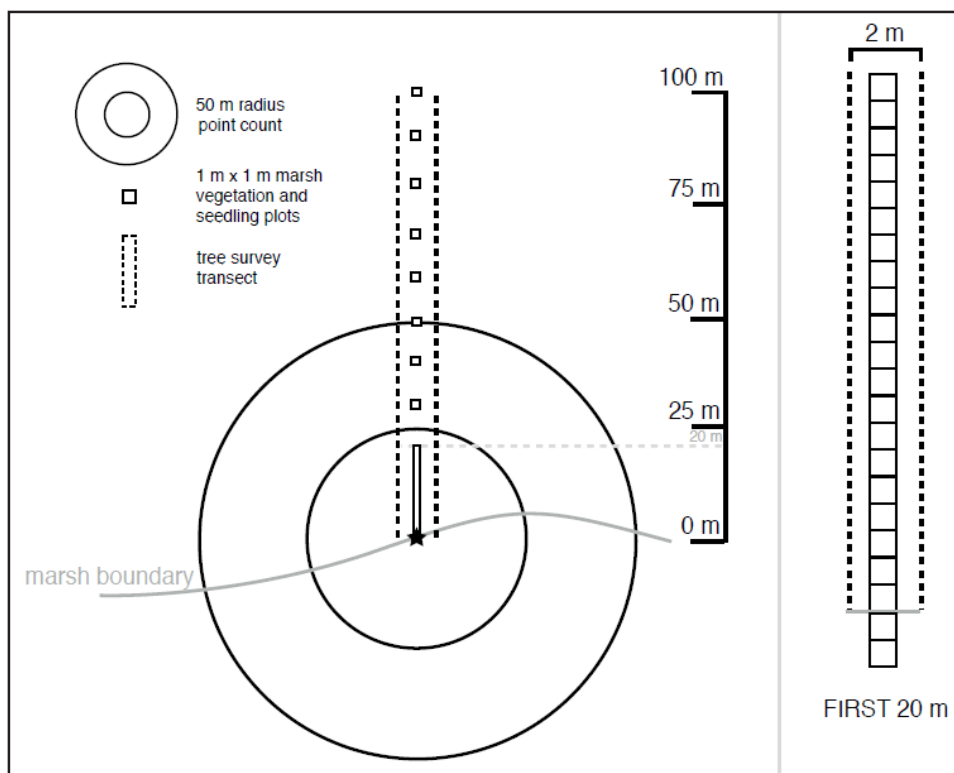 50 m radius
point count
1 m x 1 m marsh
vegetation and
seedling plots
tree survey
transect
marsh boundary
100 m
75 m
50 m
25 m
20 m
0 m
2 m
FIRST 20 m